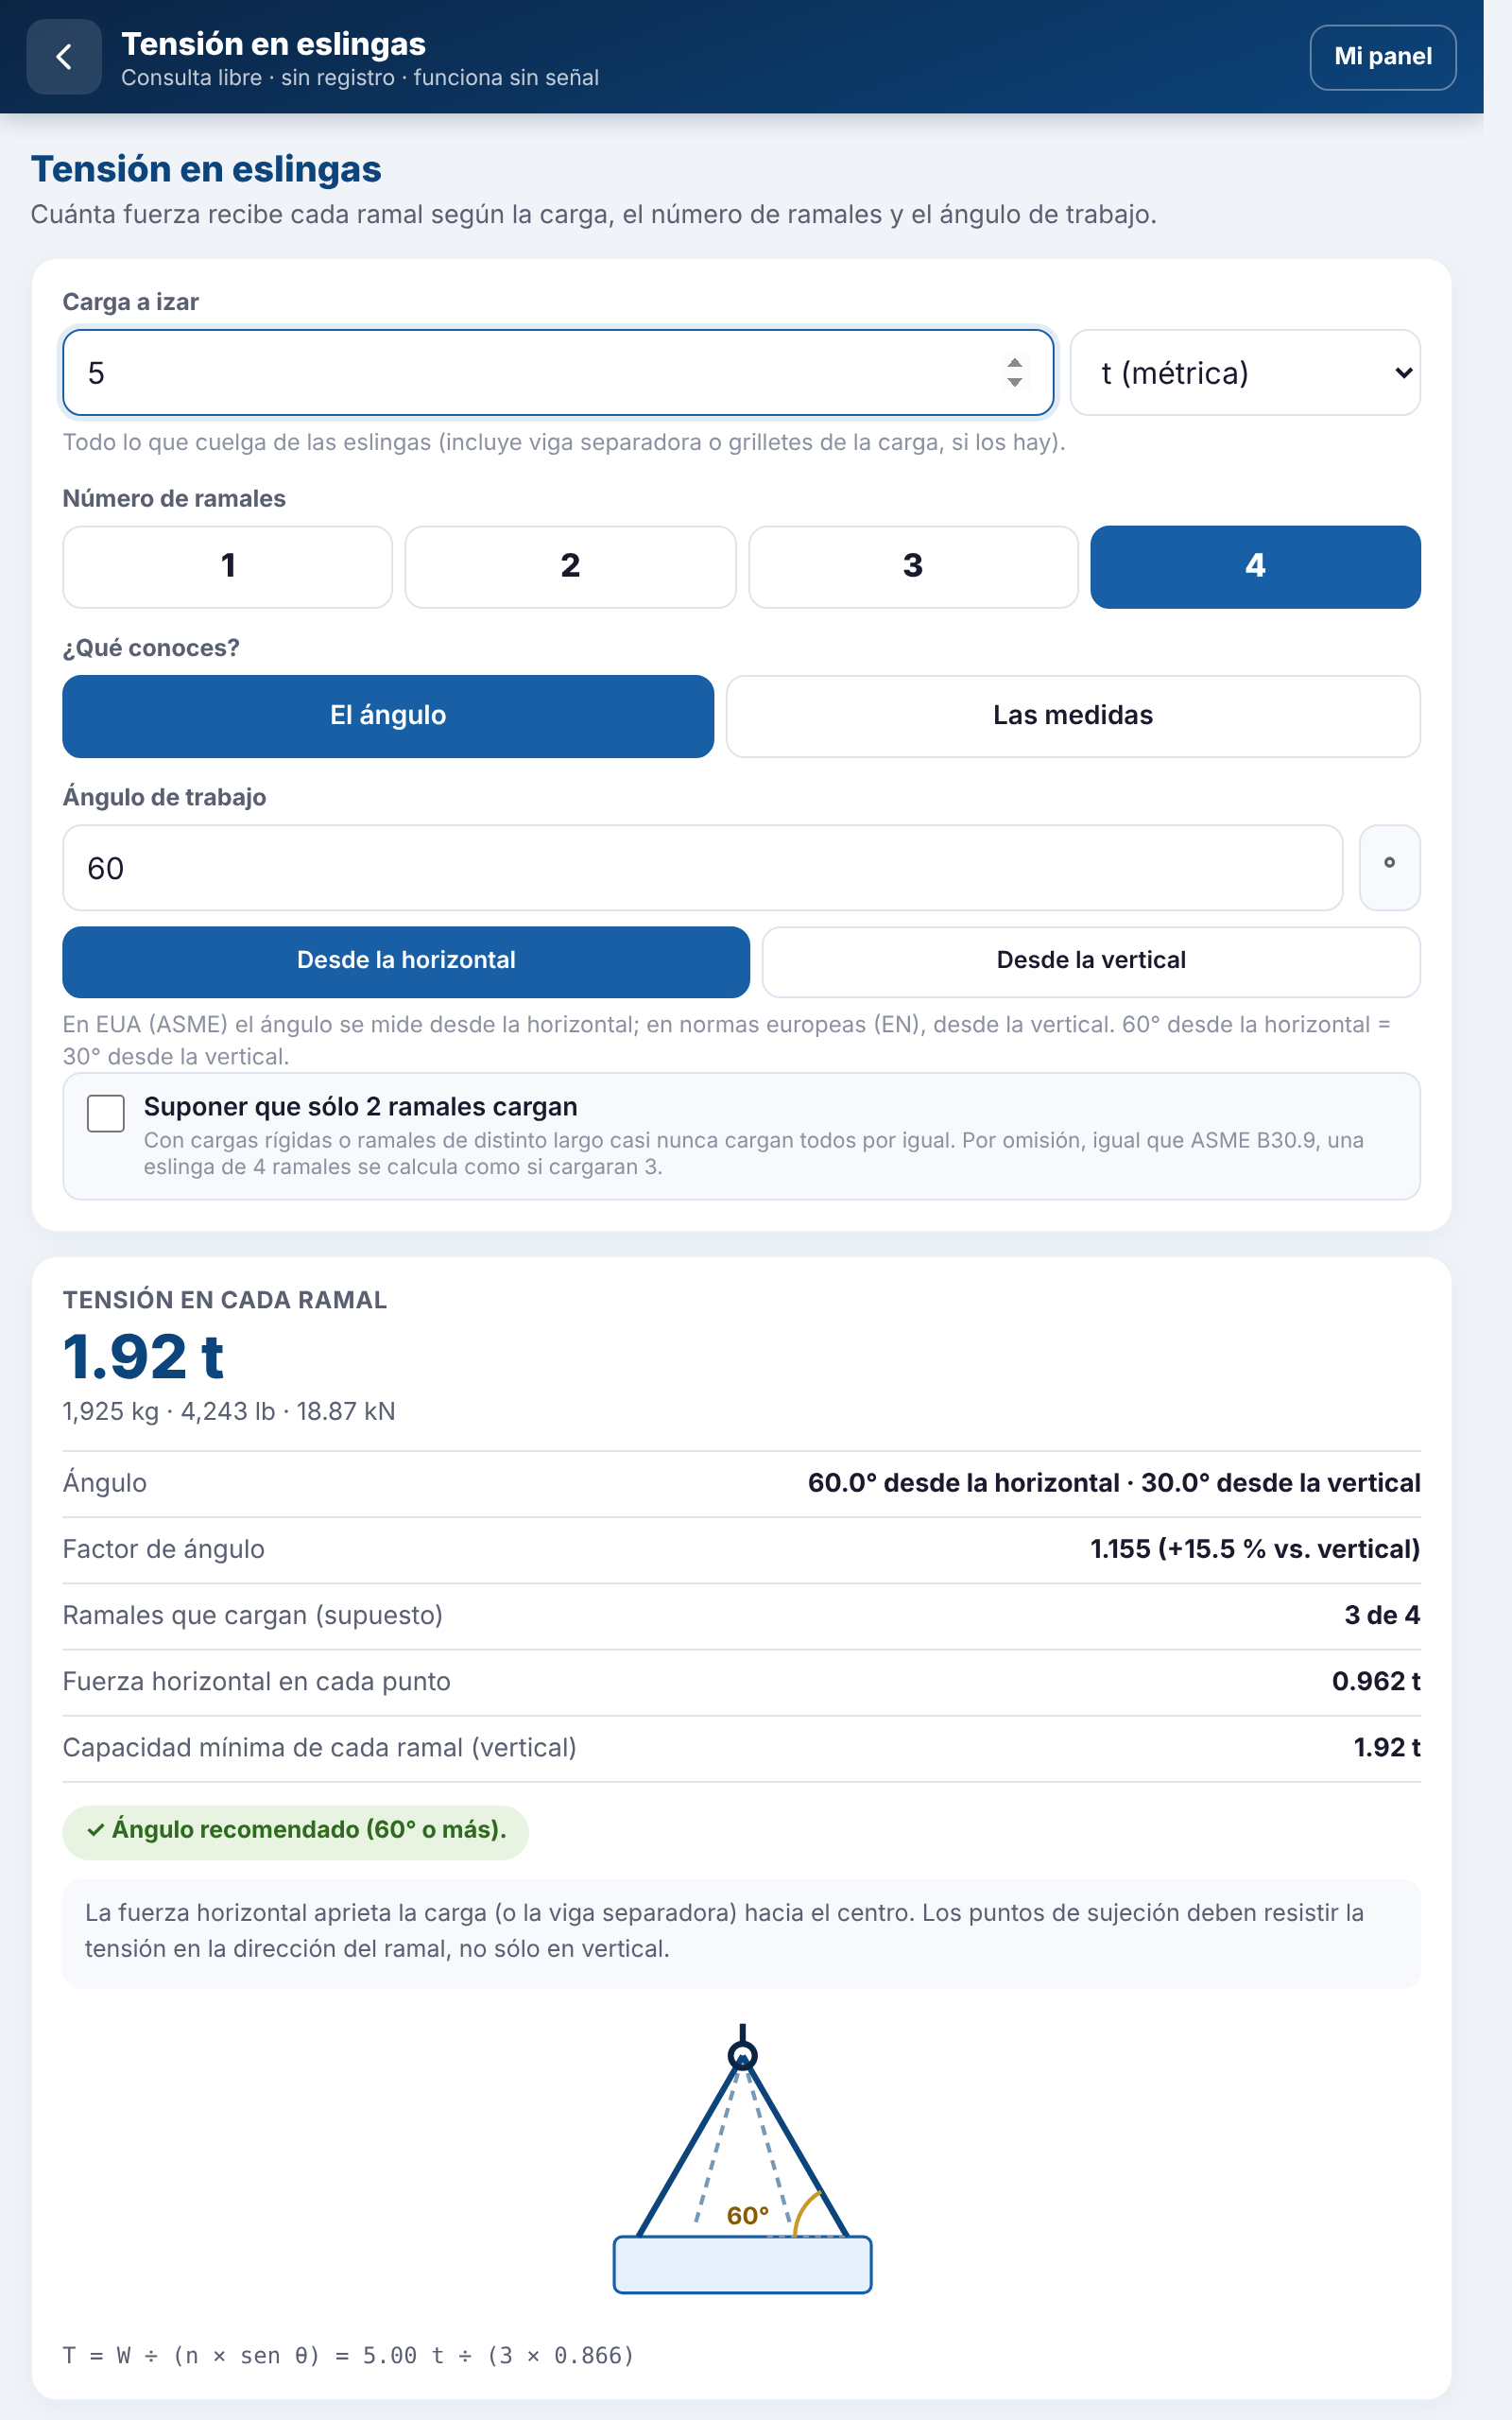 Tensión en eslingas
Consulta libre · sin registro · funciona sin señal
Mi panel
Tensión en eslingas
Cuánta fuerza recibe cada ramal según la carga, el número de ramales y el ángulo de trabajo.
Carga a izar
5
t (métrica)
Todo lo que cuelga de las eslingas (incluye viga separadora o grilletes de la carga, si los hay).
Número de ramales
1
2
3
4
¿Qué conoces?
El ángulo
Las medidas
Ángulo de trabajo
60
°
Desde la horizontal
Desde la vertical
En EUA (ASME) el ángulo se mide desde la horizontal; en normas europeas (EN), desde la vertical. 60° desde la horizontal =
30° desde la vertical.
Suponer que sólo 2 ramales cargan
Con cargas rígidas o ramales de distinto largo casi nunca cargan todos por igual. Por omisión, igual que ASME B30.9, una
eslinga de 4 ramales se calcula como si cargaran 3.
TENSIÓN EN CADA RAMAL
1.92 t
1,925 kg · 4,243 lb · 18.87 kN
Ángulo
60.0° desde la horizontal · 30.0° desde la vertical
Factor de ángulo
1.155 (+15.5 % vs. vertical)
Ramales que cargan (supuesto)
3 de 4
Fuerza horizontal en cada punto
0.962 t
Capacidad mínima de cada ramal (vertical)
1.92 t
✓ Ángulo recomendado (60° o más).
La fuerza horizontal aprieta la carga (o la viga separadora) hacia el centro. Los puntos de sujeción deben resistir la
tensión en la dirección del ramal, no sólo en vertical.
60°
T = W ÷ (n × sen θ) = 5.00 t ÷ (3 × 0.866)